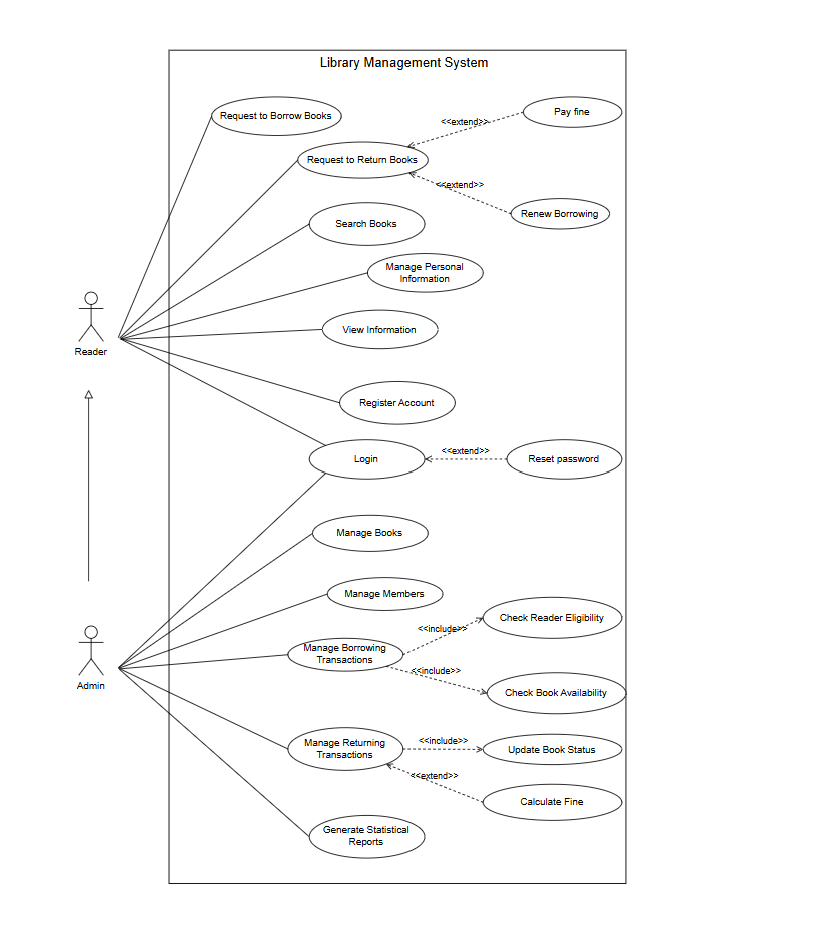 Library Management System
Request to Borrow Books
<<extend>>
Pay fine
Request to Return Books
<<extend>>
Renew Borrowing
Search Books
Manage Personal
Information
View Information
Reader
Register Account
Login
<<extend>>
Reset password
Manage Books
Manage Members
<<include>>
Check Reader Eligibility
Manage Borrowing
Transactions
<<include>>
Check Book Availability
Admin
Manage Returning
Transactions
<<include>>
Update Book Status
<<extend>>
Calculate Fine
Generate Statistical
Reports